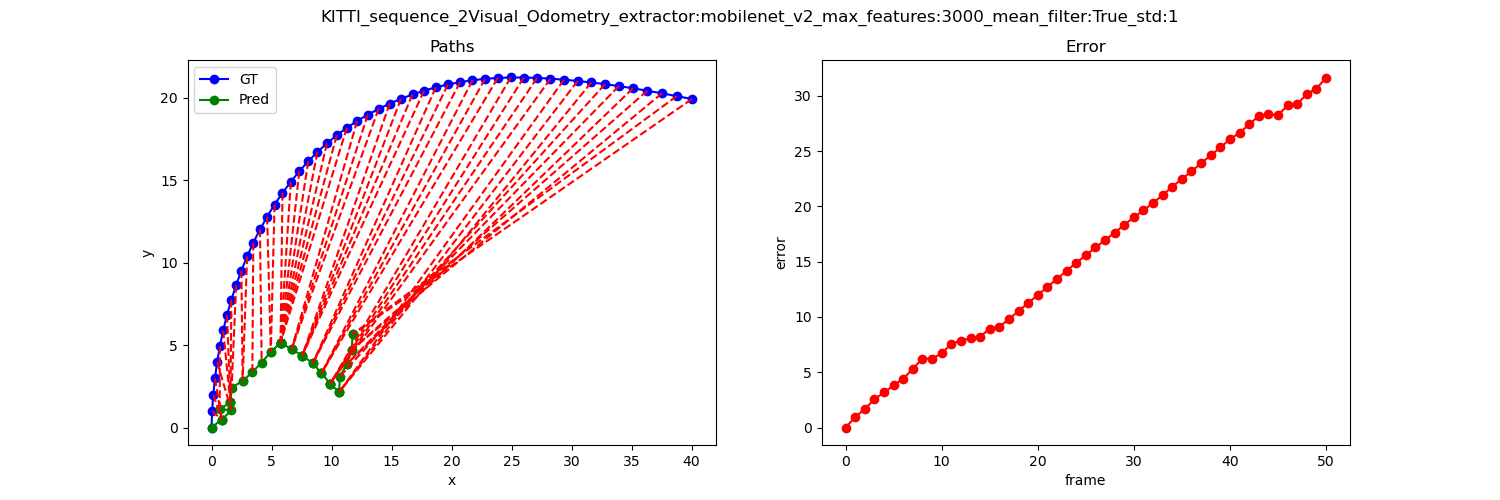 KITTI_sequence_2Visual_Odometry_extractor:mobilenet_v2_max_features:3000_mean_filter:True_std:1
Paths
GT
Pred
20
15
10
5
0
y
0 5 10 15 20 25 30 35 40
x
Error
30
25
20
15
10
5
0
error
0 10 20 30 40 50
frame